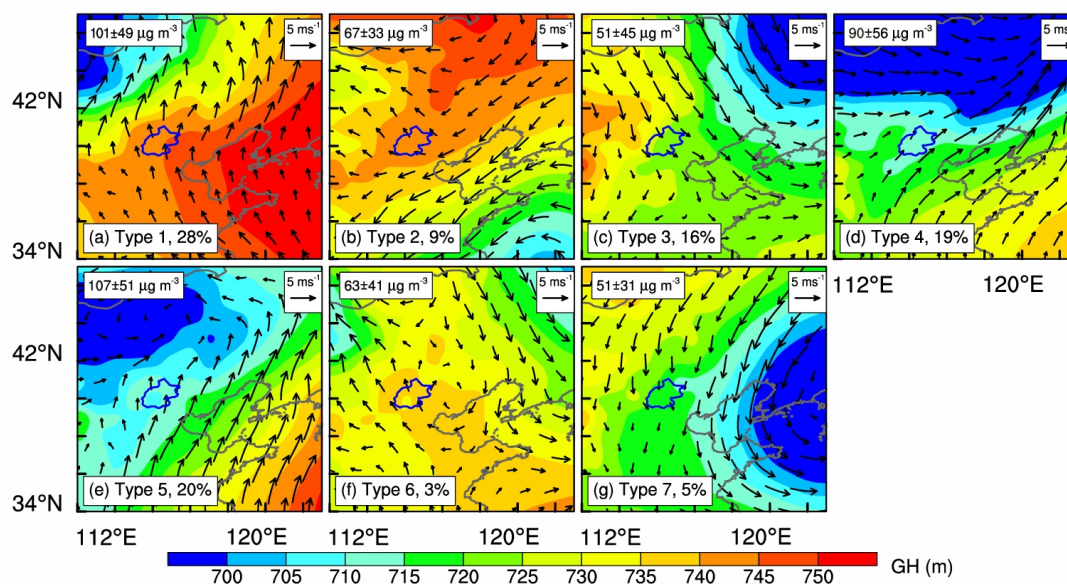 101±49 µg m⁻³
5 ms⁻¹
67±33 µg m⁻³
5 ms⁻¹
51±45 µg m⁻³
5 ms⁻¹
90±56 µg m⁻³
5 ms⁻¹
42°N
34°N
(a) Type 1, 28%
(b) Type 2, 9%
(c) Type 3, 16%
(d) Type 4, 19%
112°E
120°E
107±51 µg m⁻³
5 ms⁻¹
63±41 µg m⁻³
5 ms⁻¹
51±31 µg m⁻³
5 ms⁻¹
42°N
34°N
(e) Type 5, 20%
(f) Type 6, 3%
(g) Type 7, 5%
112°E 120°E 112°E 120°E 112°E 120°E
700 705 710 715 720 725 730 735 740 745 750 GH (m)